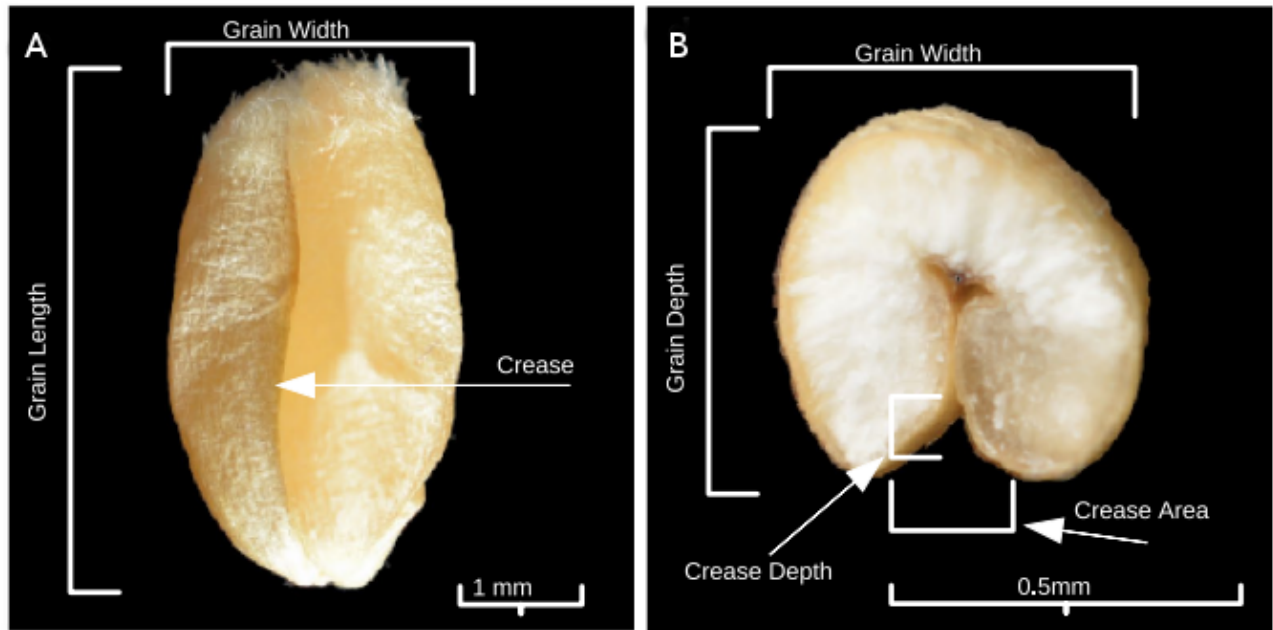 A
Grain Width
Grain Length
Crease
1 mm
B
Grain Width
Grain Depth
Crease Area
Crease Depth
0.5mm